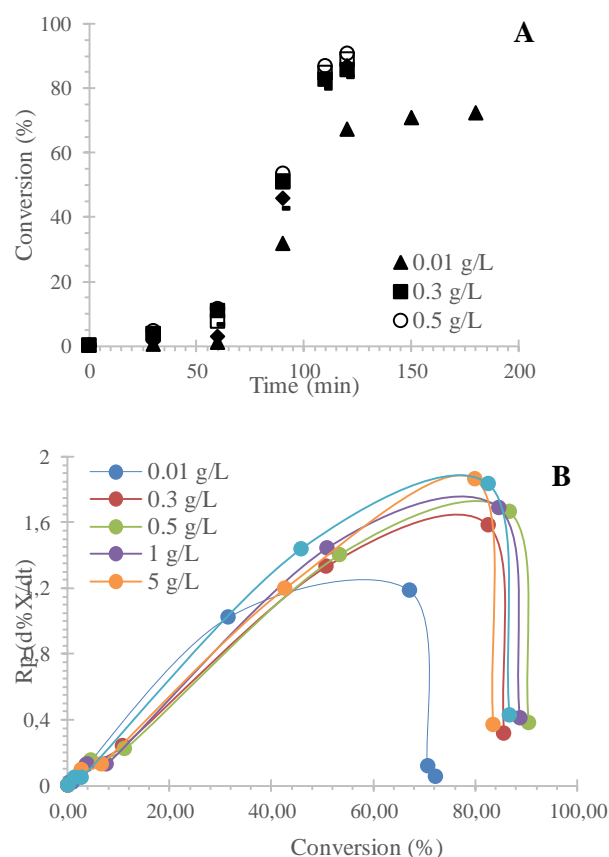 A
100
80
60
40
20
0
Conversion (%)
0.01 g/L
0.3 g/L
0.5 g/L
0 50 100 150 200
Time (min)
B
2
1.6
1.2
0.8
0,4
0
Rp (d%X/dt)
0.01 g/L
0.3 g/L
0.5 g/L
1 g/L
5 g/L
0,00 20,00 40,00 60,00 80,00 100,00
Conversion (%)